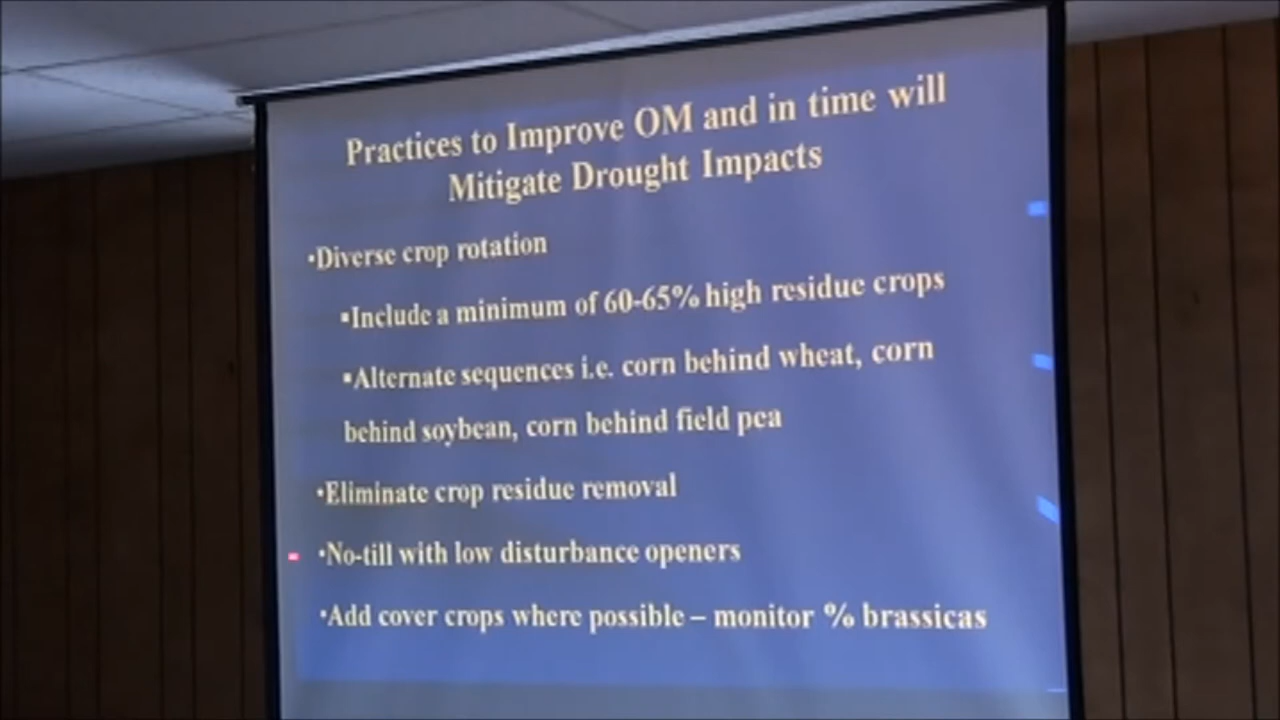 Practices to Improve OM and in time will
Mitigate Drought Impacts
•Diverse crop rotation
▪Include a minimum of 60-65% high residue crops
▪Alternate sequences i.e. corn behind wheat, corn
behind soybean, corn behind field pea
•Eliminate crop residue removal
•No-till with low disturbance openers
•Add cover crops where possible – monitor % brassicas